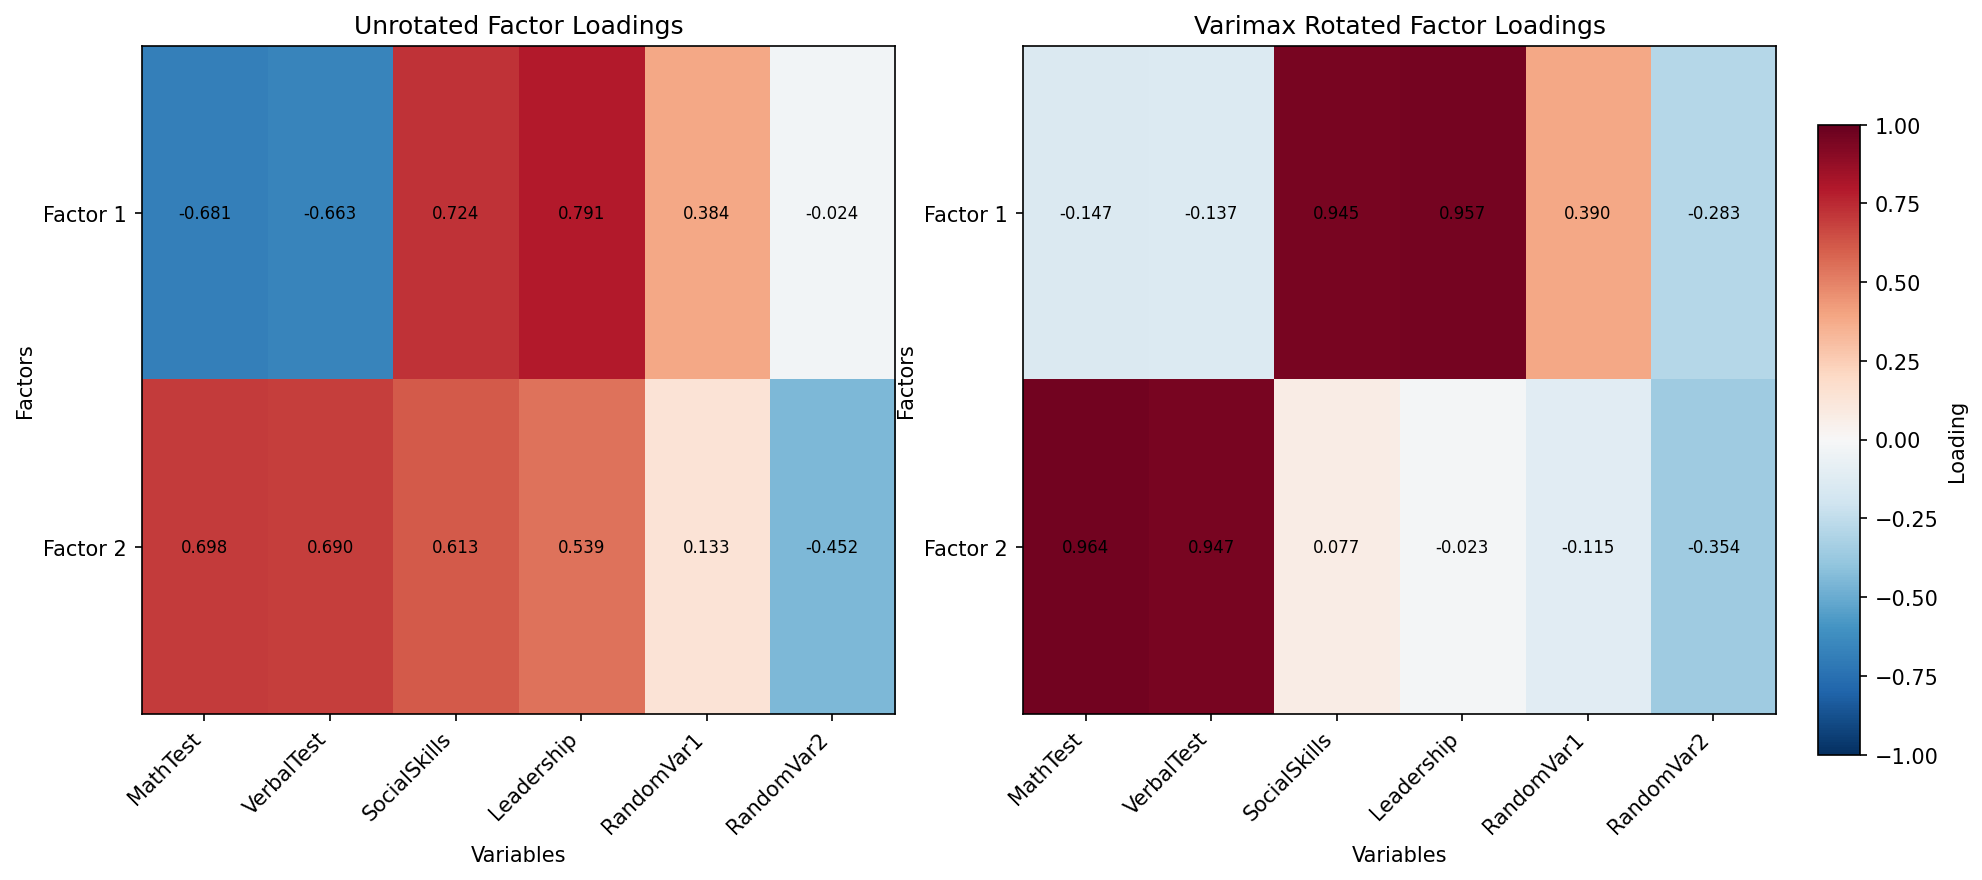 Unrotated Factor Loadings
Factors
Factor 1
-0.681 -0.663 0.724 0.791 0.384 -0.024
Factor 2
0.698 0.690 0.613 0.539 0.133 -0.452
MathTest VerbalTest SocialSkills Leadership RandomVar1 RandomVar2
Variables
Varimax Rotated Factor Loadings
Factors
Factor 1
-0.147 -0.137 0.945 0.957 0.390 -0.283
Factor 2
0.964 0.947 0.077 -0.023 -0.115 -0.354
MathTest VerbalTest SocialSkills Leadership RandomVar1 RandomVar2
Variables
1.00
0.75
0.50
0.25
0.00
−0.25
−0.50
−0.75
−1.00
Loading